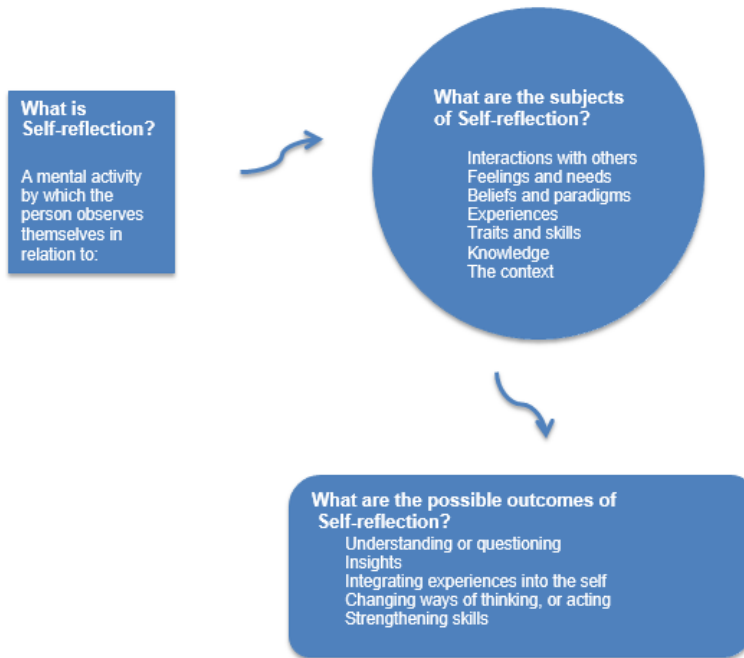 What is
Self-reflection?
A mental activity
by which the
person observes
themselves in
relation to:
What are the subjects
of Self-reflection?
Interactions with others
Feelings and needs
Beliefs and paradigms
Experiences
Traits and skills
Knowledge
The context
What are the possible outcomes of
Self-reflection?
Understanding or questioning
Insights
Integrating experiences into the self
Changing ways of thinking, or acting
Strengthening skills